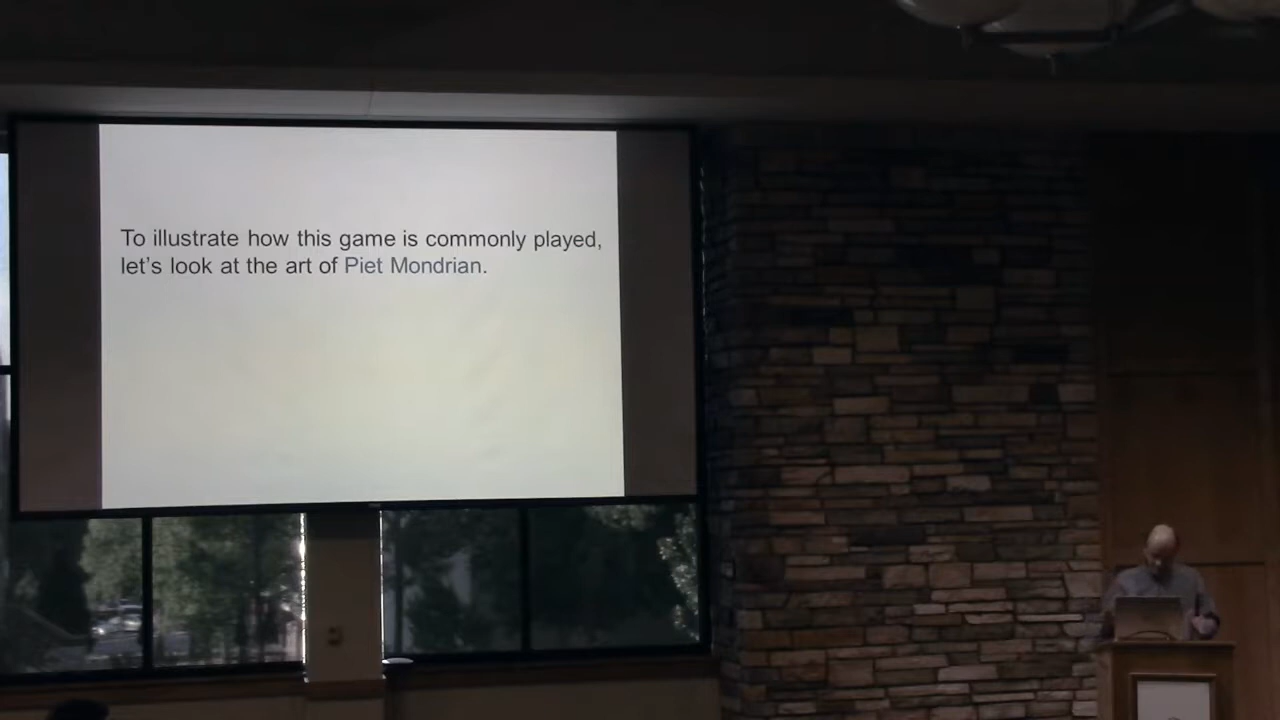 To illustrate how this game is commonly played,
let's look at the art of Piet Mondrian.